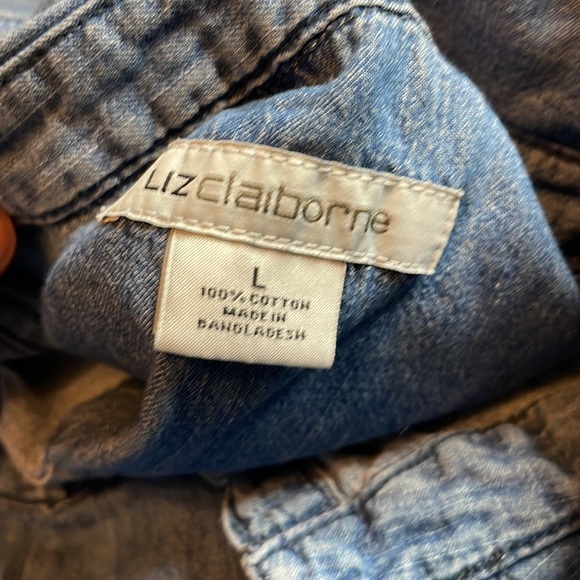 LIZclaiborne
L
100% COTTON
MADE IN
BANGLADESH